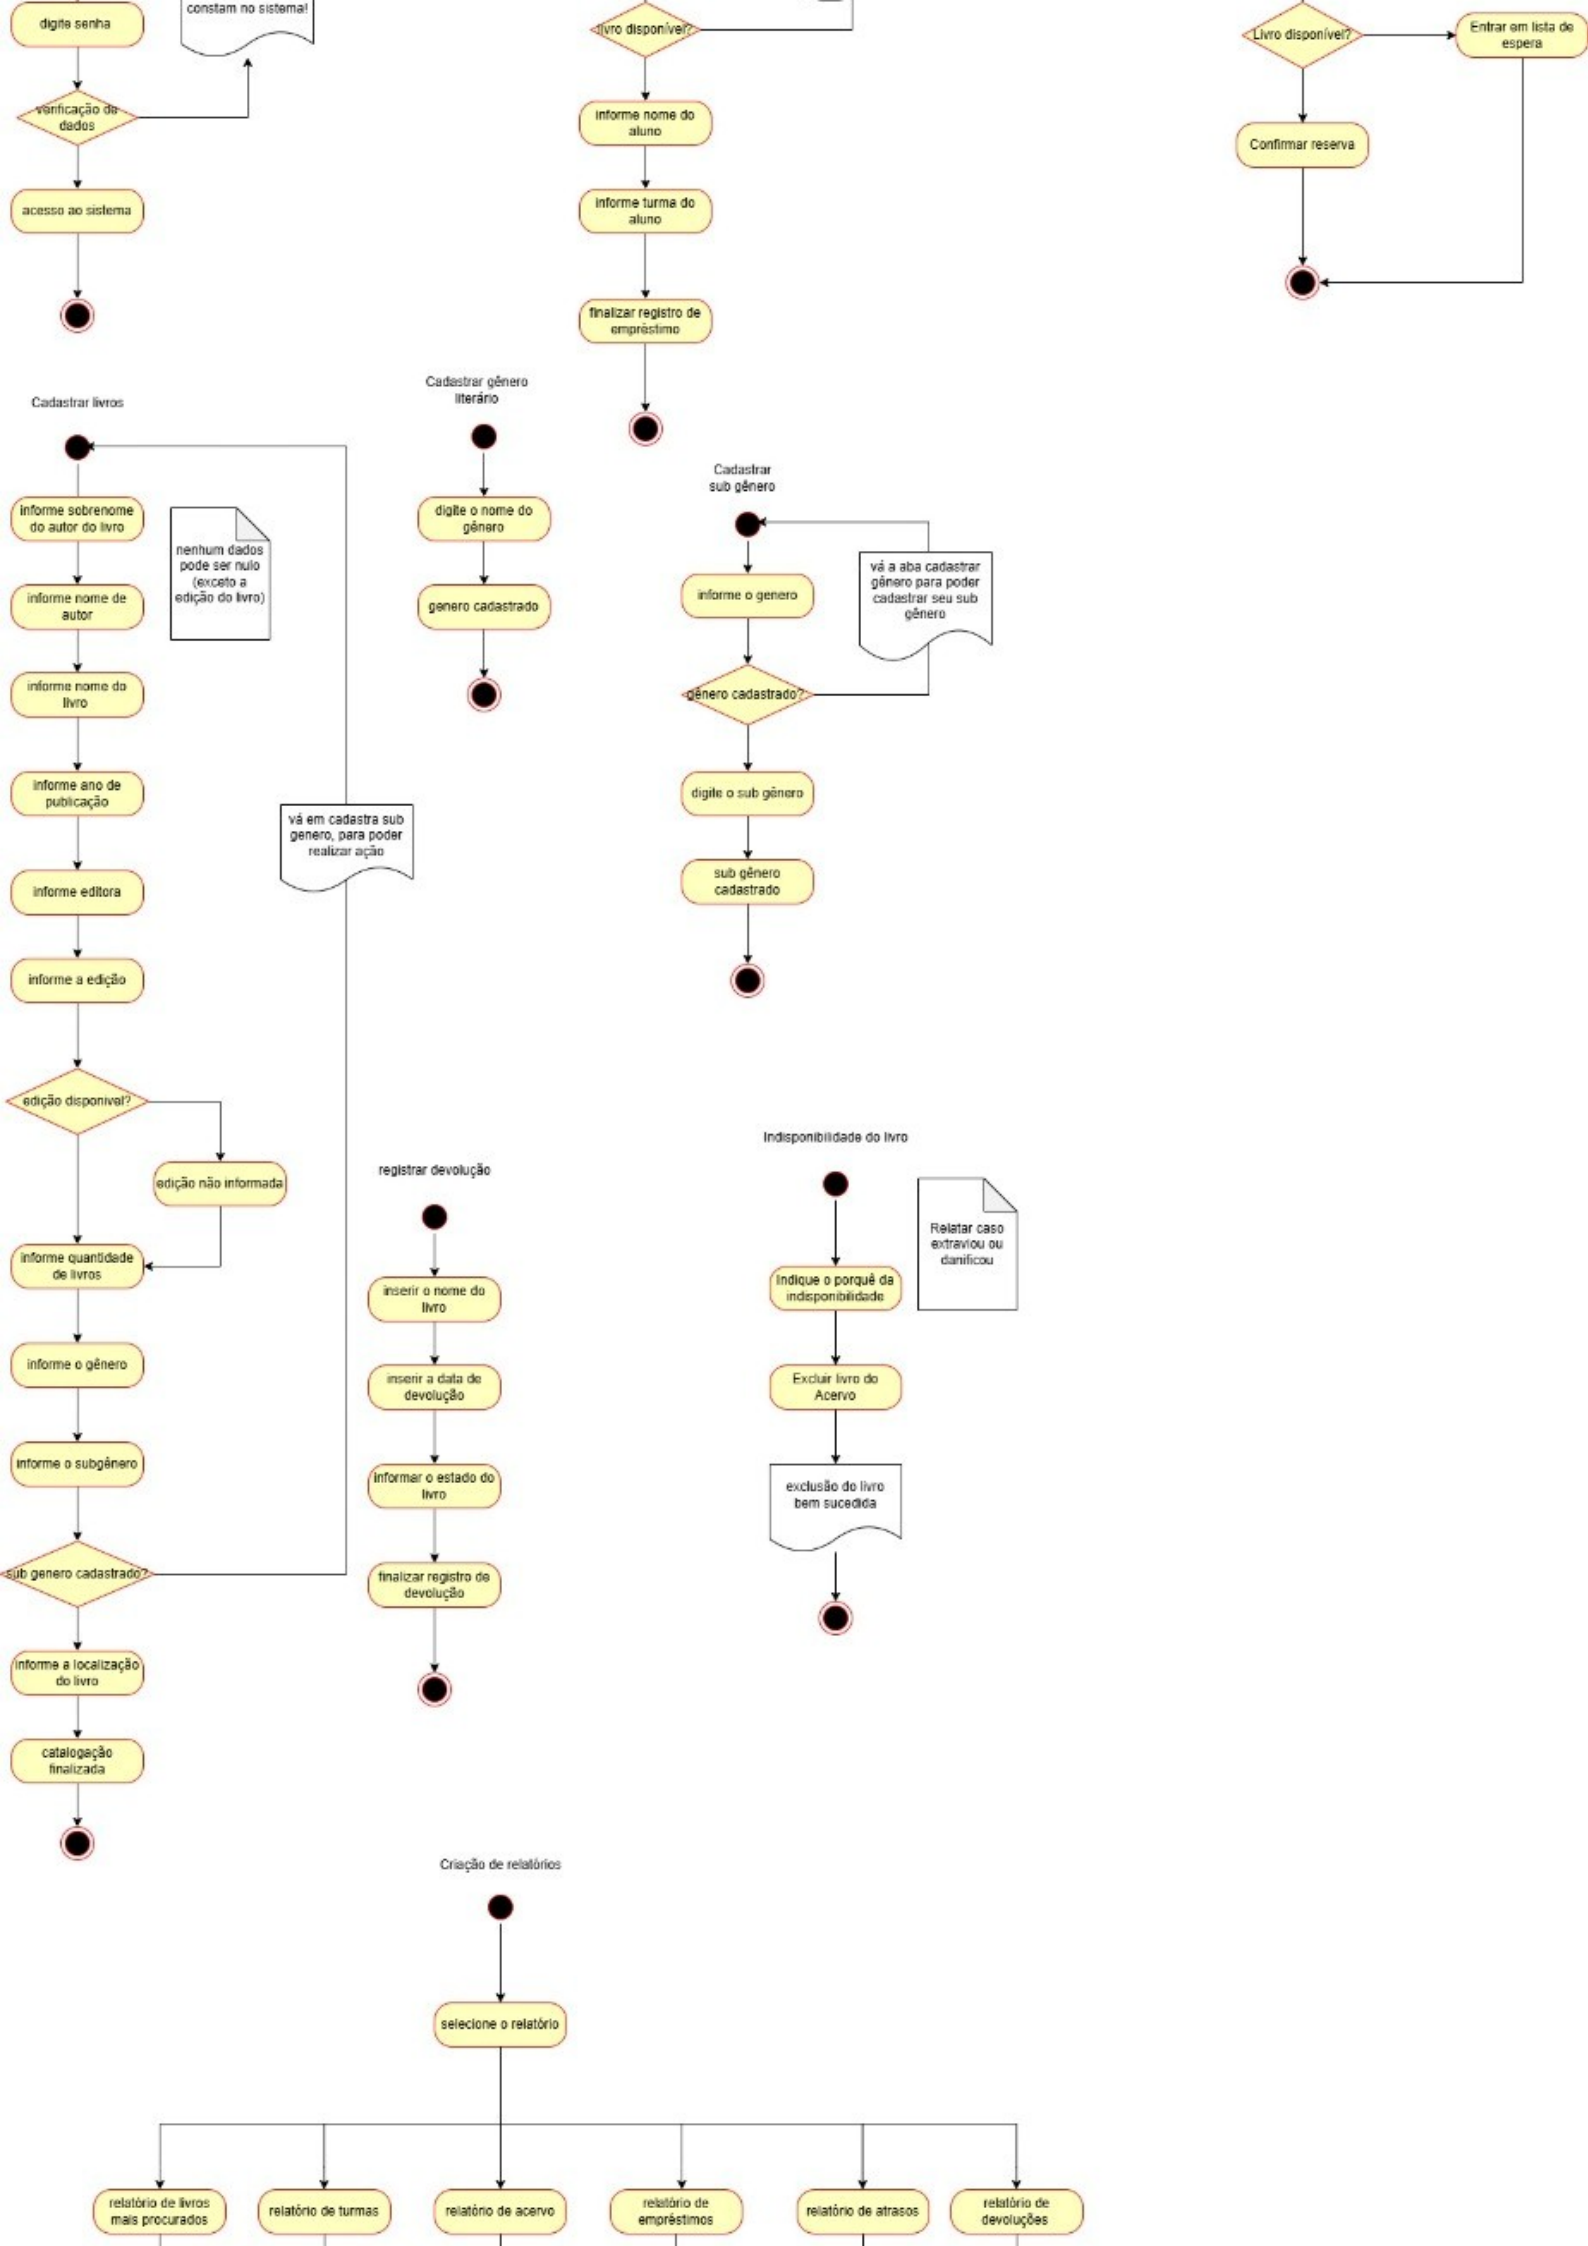 constam no sistema!
digite senha
verificação de
dados
acesso ao sistema
livro disponível?
informe nome do
aluno
informe turma do
aluno
finalizar registro de
empréstimo
Livro disponível?
Entrar em lista de
espera
Confirmar reserva
Cadastrar livros
informe sobrenome
do autor do livro
nenhum dados
pode ser nulo
(exceto a
edição do livro)
informe nome de
autor
informe nome do
livro
informe ano de
publicação
informe editora
informe a edição
edição disponivel?
edição não informada
informe quantidade
de livros
informe o gênero
informe o subgênero
sub genero cadastrado?
vá em cadastra sub
genero, para poder
realizar ação
informe a localização
do livro
catalogação
finalizada
Cadastrar gênero
literário
digite o nome do
gênero
genero cadastrado
Cadastrar
sub gênero
informe o genero
vá a aba cadastrar
gênero para poder
cadastrar seu sub
gênero
gênero cadastrado?
digite o sub gênero
sub gênero
cadastrado
registrar devolução
inserir o nome do
livro
inserir a data de
devolução
informar o estado do
livro
finalizar registro de
devolução
Indisponibilidade do livro
Indique o porquê da
indisponibilidade
Relatar caso
extraviou ou
danificou
Excluir livro do
Acervo
exclusão do livro
bem sucedida
Criação de relatórios
selecione o relatório
relatório de livros
mais procurados
relatório de turmas
relatório de acervo
relatório de
empréstimos
relatório de atrasos
relatório de
devoluções